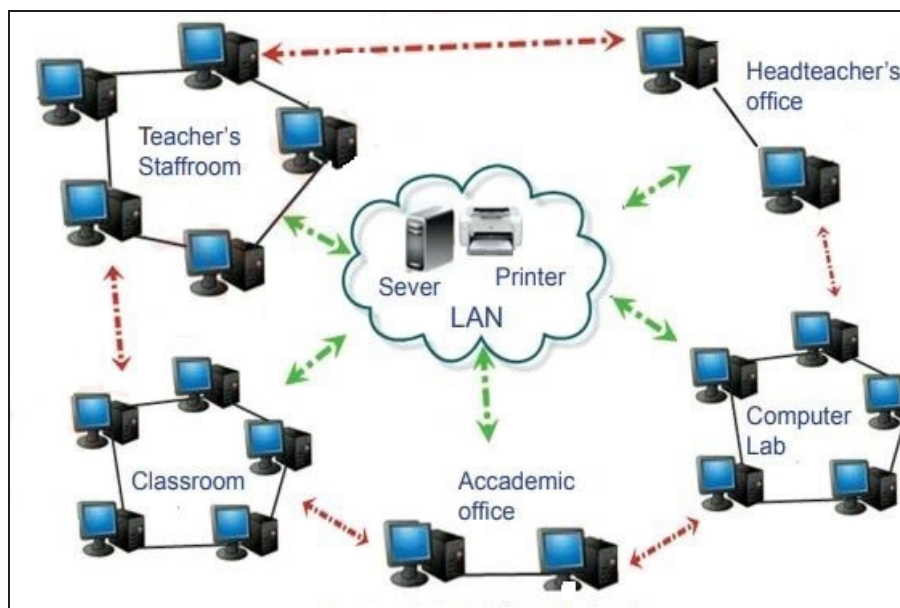 Teacher's
Staffroom
Headteacher's
office
Sever
Printer
LAN
Classroom
Accademic
office
Computer
Lab